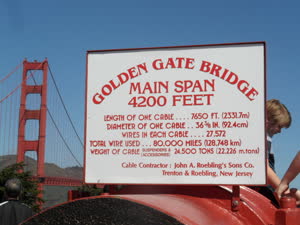 GOLDEN GATE BRIDGE
MAIN SPAN
4200 FEET
LENGTH OF ONE CABLE.... 7650 FT. (2331.7m)
DIAMETER OF ONE CABLE.. 36 3/8 IN. (92.4cm)
WIRES IN EACH CABLE..... 27,572
TOTAL WIRE USED... 80,000 MILES (128,748 km)
WEIGHT OF CABLE SUSPENDERS & ACCESSORIES 24,500 TONS (22,226 m.tons)
Cable Contractor: John A. Roebling's Sons Co.
Trenton & Roebling, New Jersey